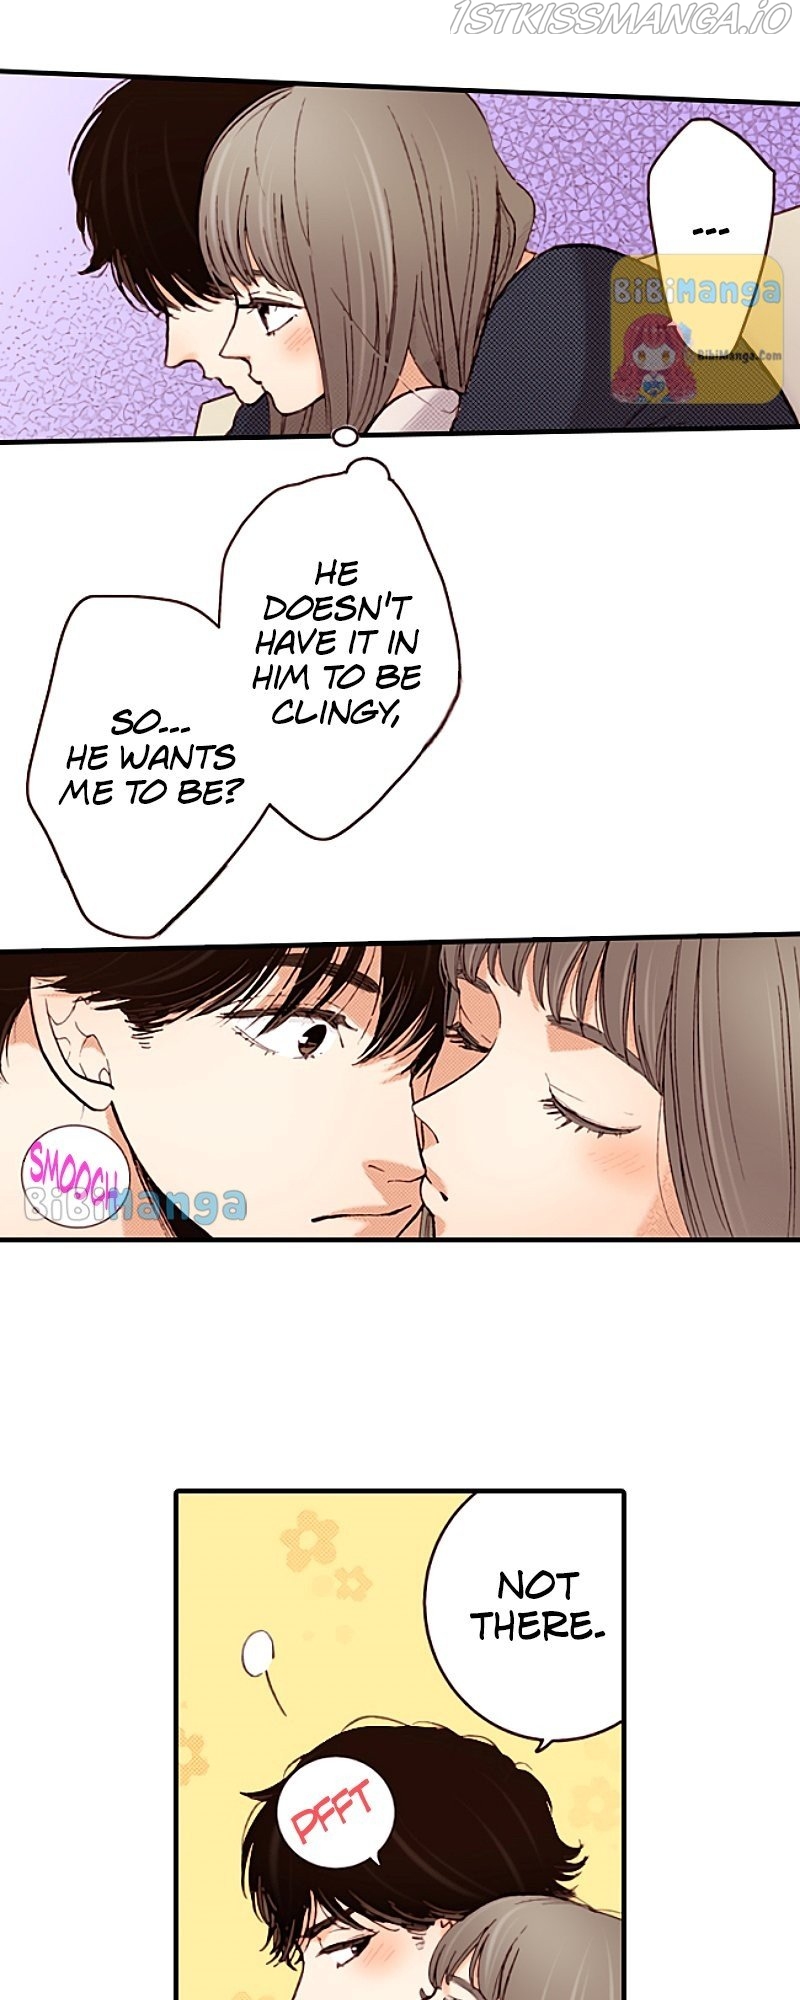 1STKISSMANGA.IO
...
BiBiManga
BibiManga.Com
HE
DOESN'T
HAVE IT IN
HIM TO BE
CLINGY,
SO...
HE WANTS
ME TO BE?
SMOOCH
BiBiManga
NOT
THERE.
PFFT